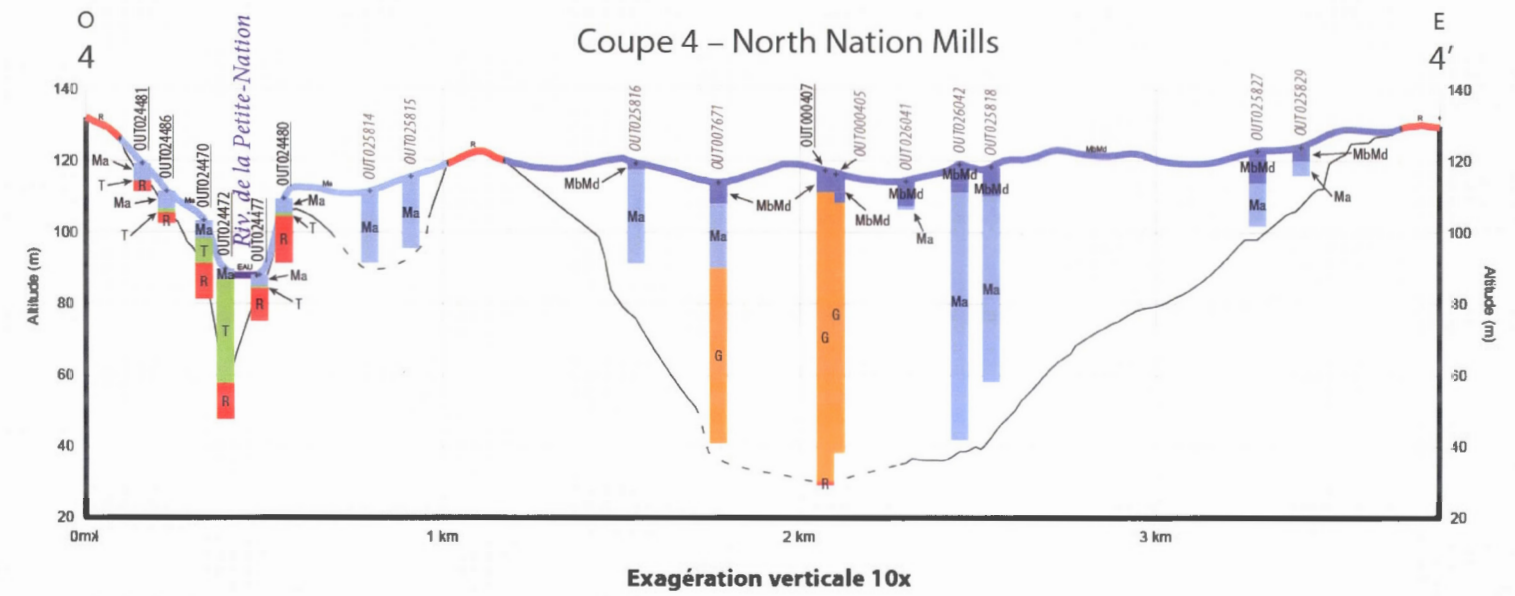 O
4
Coupe 4 – North Nation Mills
E
4'
Riv. de la Petite-Nation
OUT024481
OUT024486
OUT024470
OUT024472
OUT024477
OUT024480
OUT025814
OUT025815
OUT025816
OUT007671
OUT000407
OUT000405
OUT026041
OUT026042
OUT025818
OUT025827
OUT025829
140
120
100
80
60
40
20
Altitude (m)
R
Ma
T
R
Ma
T
R
Ma
Ma
T
R
Ma
T
R
EAU
Ma
T
R
Ma
T
R
Ma
Ma
Ma
R
MbMd
Ma
MbMd
Ma
G
MbMd
G
G
R
MbMd
MbMd
Ma
MbMd
Ma
MbMd
Ma
MbMd
MbMd
Ma
MbMd
Ma
R
140
120
100
80
60
40
20
Altitude (m)
1 km
2 km
3 km
Exagération verticale 10x